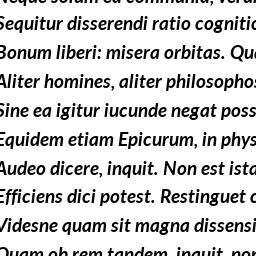 Neque solum ea communia, verum
Sequitur disserendi ratio cognitio
Bonum liberi: misera orbitas. Qua
Aliter homines, aliter philosophos
Sine ea igitur iucunde negat poss
Equidem etiam Epicurum, in phys
Audeo dicere, inquit. Non est ista
Efficiens dici potest. Restinguet c
Videsne quam sit magna dissensi
Quam ob rem tandem, inquit, non